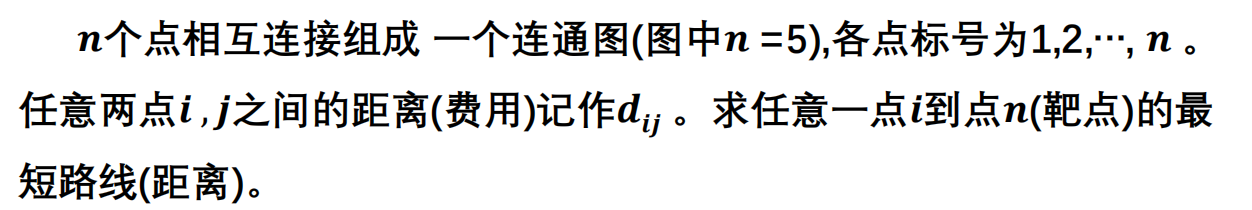 n个点相互连接组成 一个连通图(图中n =5),各点标号为1,2,⋯, n 。
任意两点i ,j之间的距离(费用)记作d_{ij} 。求任意一点i到点n(靶点)的最
短路线(距离)。